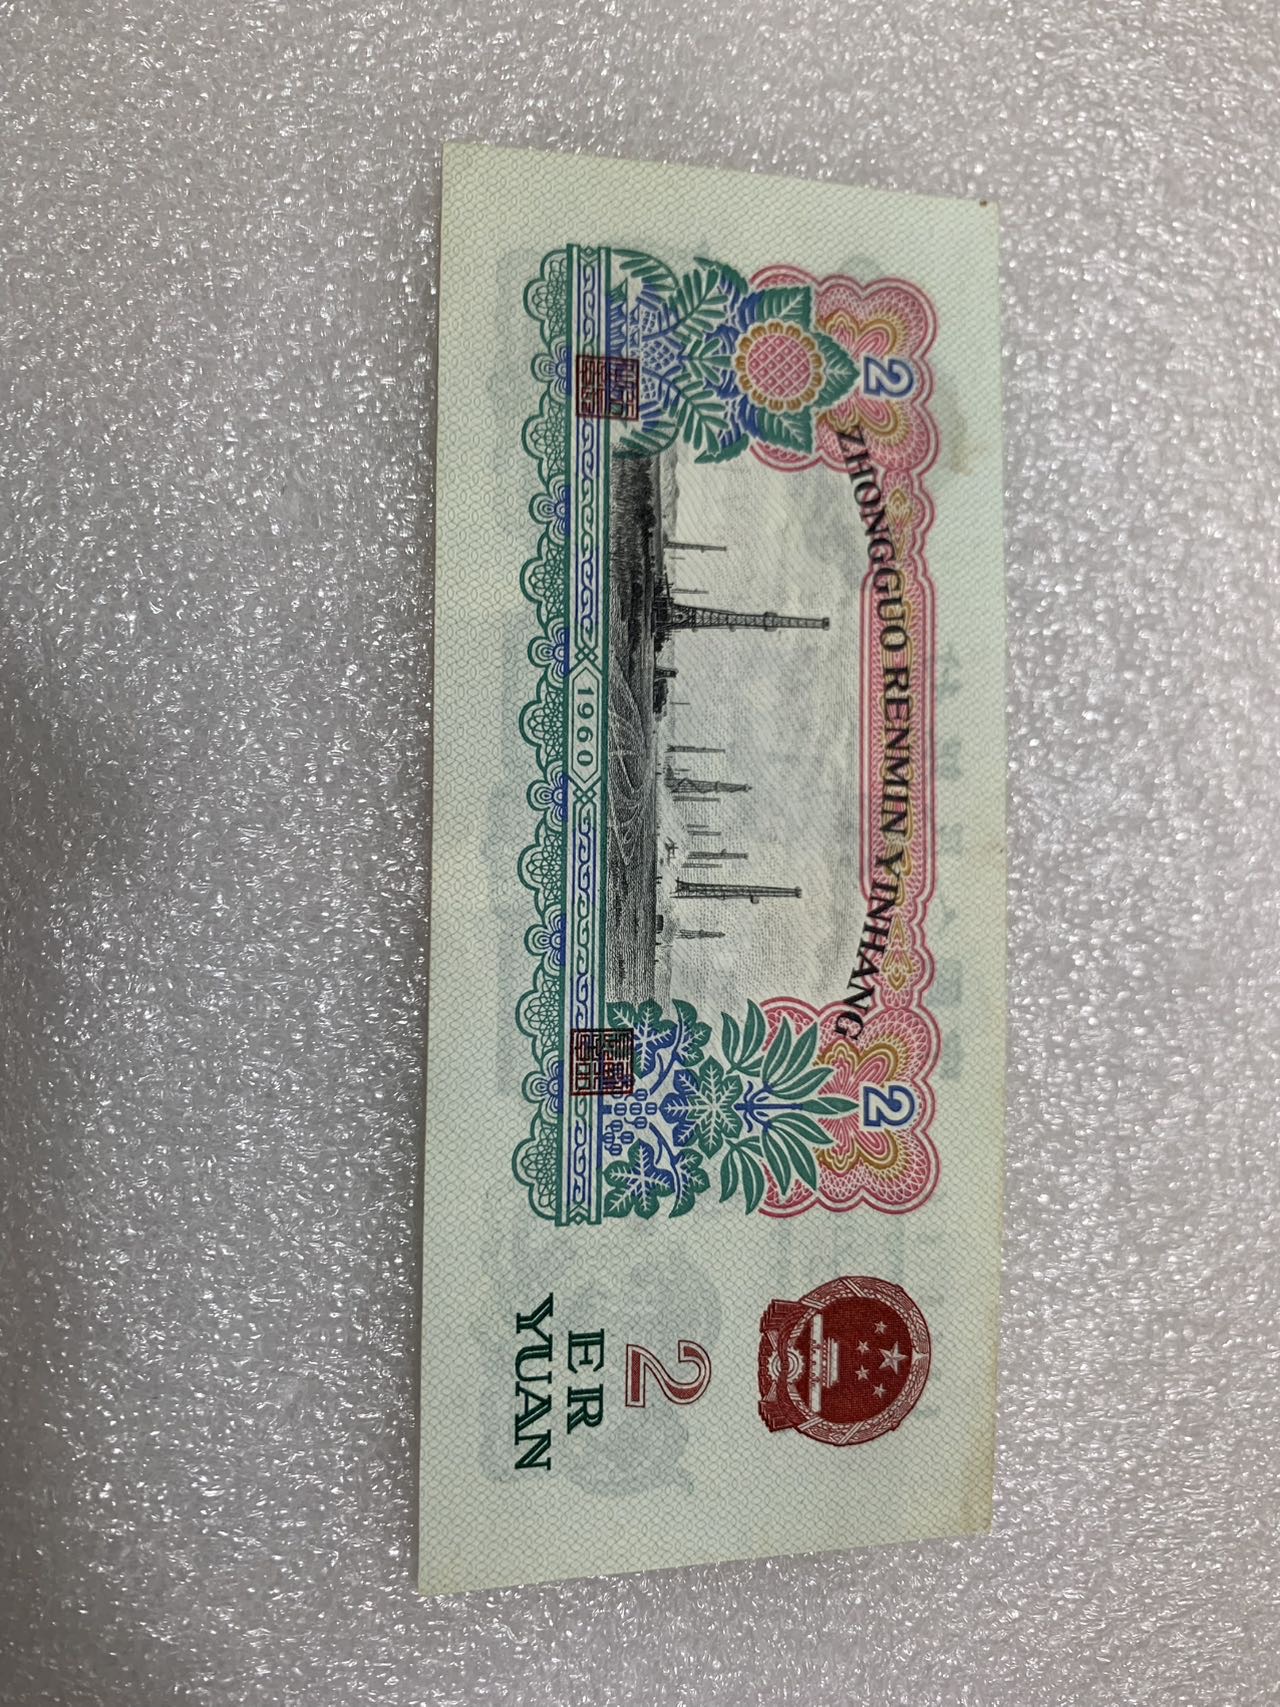 ZHONGGUO RENMIN YINHANG
2
2
1960
2
ER
YUAN